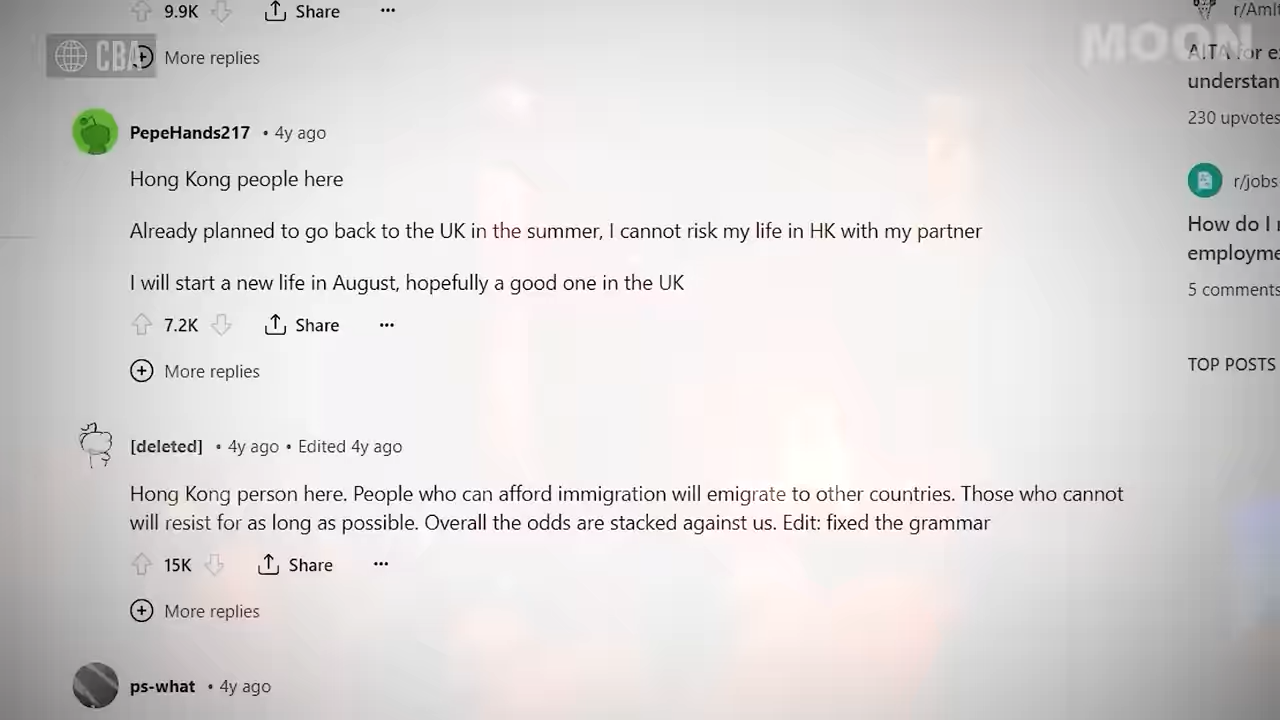 9.9K Share ...
r/AmIt
CBA
MOON
More replies
AITA for e
understan
PepeHands217 • 4y ago
230 upvotes
Hong Kong people here
r/jobs
Already planned to go back to the UK in the summer, I cannot risk my life in HK with my partner
How do I
employme
I will start a new life in August, hopefully a good one in the UK
5 comments
7.2K Share ...
More replies
TOP POSTS
[deleted] • 4y ago • Edited 4y ago
Hong Kong person here. People who can afford immigration will emigrate to other countries. Those who cannot
will resist for as long as possible. Overall the odds are stacked against us. Edit: fixed the grammar
15K Share ...
More replies
ps-what • 4y ago